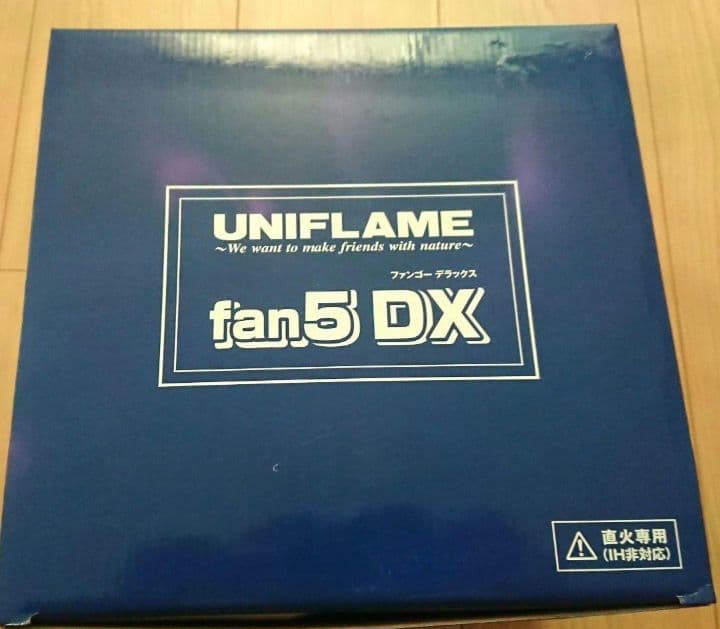 UNIFLAME
～We want to make friends with nature～
ファンゴー デラックス
fan5 DX
直火専用
(IH非対応)